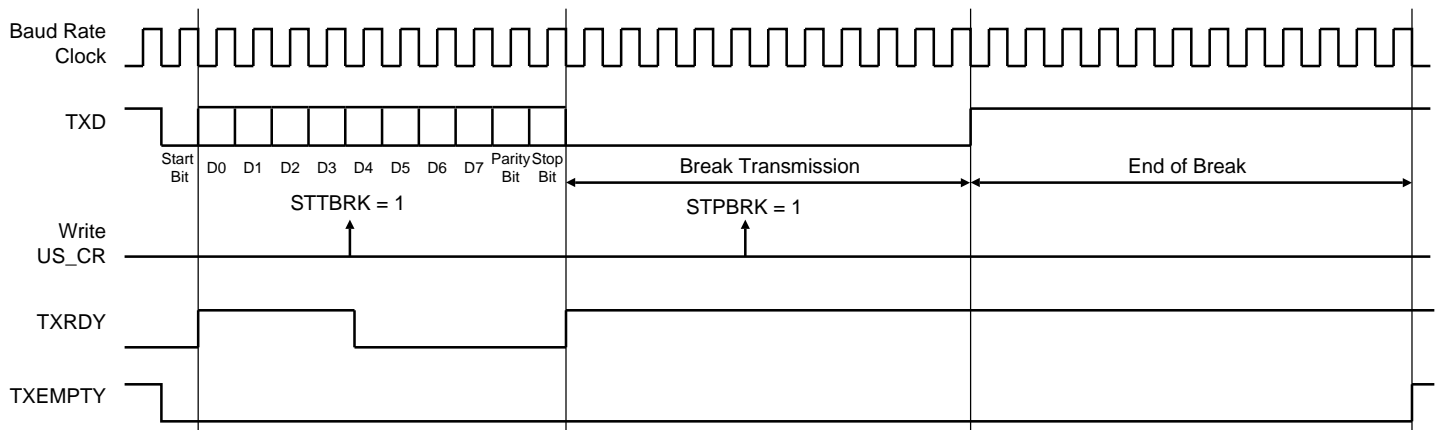 Baud Rate
Clock
TXD
Start
Bit
D0
D1
D2
D3
D4
D5
D6
D7
Parity
Bit
Stop
Bit
Break Transmission
End of Break
STTBRK = 1
STPBRK = 1
Write
US_CR
TXRDY
TXEMPTY